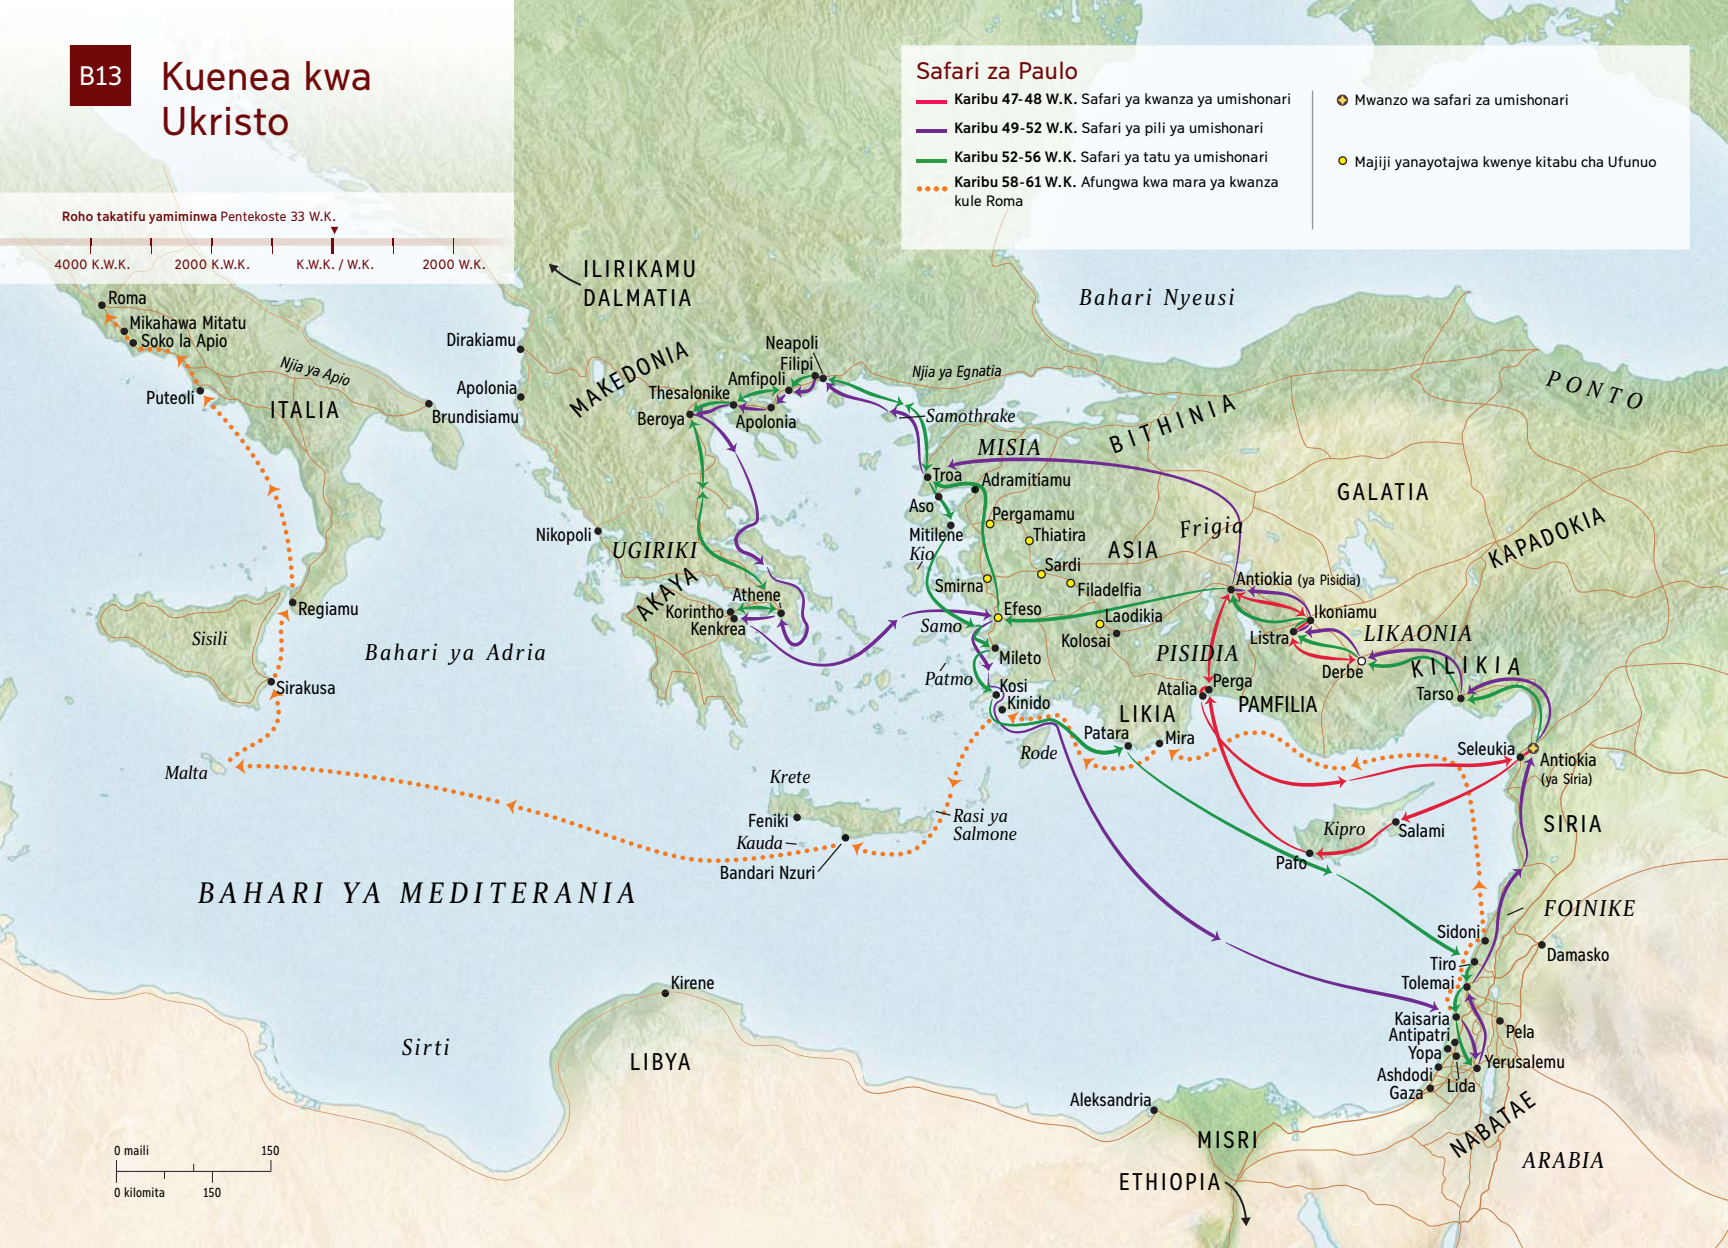 B13
Kuenea kwa
Ukristo
Roho takatifu yamiminwa Pentekoste 33 W.K.
4000 K.W.K.
2000 K.W.K.
K.W.K. / W.K.
2000 W.K.
Safari za Paulo
Karibu 47-48 W.K. Safari ya kwanza ya umishonari
Karibu 49-52 W.K. Safari ya pili ya umishonari
Karibu 52-56 W.K. Safari ya tatu ya umishonari
Karibu 58-61 W.K. Afungwa kwa mara ya kwanza
kule Roma
Mwanzo wa safari za umishonari
Majiji yanayotajwa kwenye kitabu cha Ufunuo
ILIRIKAMU
DALMATIA
Bahari Nyeusi
Roma
Mikahawa Mitatu
Soko la Apio
Njia ya Apio
Puteoli
ITALIA
Brundisiamu
Dirakiamu
Apolonia
MAKEDONIA
Neapoli
Filipi
Amfipoli
Thesalonike
Beroya
Apolonia
Njia ya Egnatia
Samothrake
MISIA
BITHINIA
PONTO
Troa
Adramitiamu
Aso
Mitilene
Kio
Pergamamu
Thiatira
Sardi
Smirna
Filadelfia
ASIA
Frigia
GALATIA
KAPADOKIA
Nikopoli
UGIRIKI
AKAYA
Athene
Korintho
Kenkrea
Regiamu
Sisili
Sirakusa
Bahari ya Adria
Malta
Efeso
Samo
Laodikia
Kolosai
Mileto
Patmo
Kosi
Kinido
Rode
Antiokia (ya Pisidia)
Ikoniamu
Listra
LIKAONIA
Derbe
KILIKIA
Tarso
PISIDIA
Perga
Atalia
PAMFILIA
LIKIA
Patara
Mira
Seleukia
Antiokia
(ya Siria)
SIRIA
Kipro
Salami
Pafo
Krete
Feniki
Kauda
Bandari Nzuri
Rasi ya
Salmone
BAHARI YA MEDITERANIA
FOINIKE
Sidoni
Damasko
Tiro
Tolemai
Kaisaria
Antipatri
Yopa
Pela
Yerusalemu
Ashdodi
Lida
Gaza
NABATAE
ARABIA
Kirene
Sirti
LIBYA
Aleksandria
MISRI
ETHIOPIA
0 maili
150
0 kilomita
150